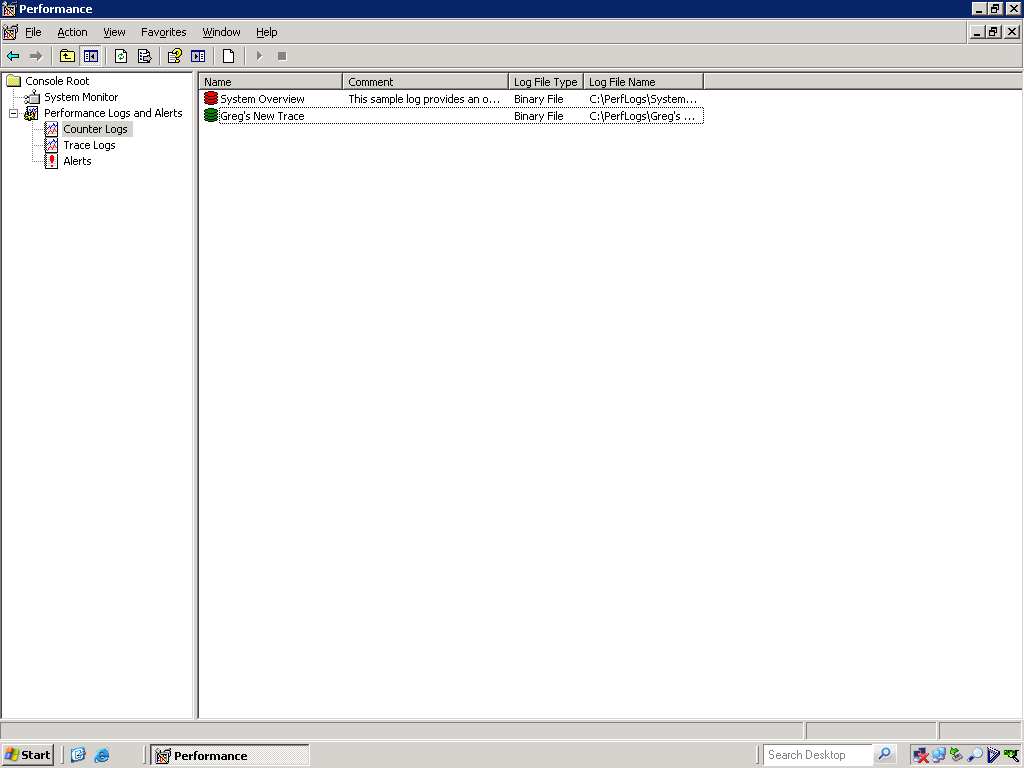 Performance
File Action View Favorites Window Help
Console Root
System Monitor
Performance Logs and Alerts
Counter Logs
Trace Logs
Alerts
Name Comment Log File Type Log File Name
System Overview This sample log provides an o... Binary File C:\PerfLogs\System...
Greg's New Trace Binary File C:\PerfLogs\Greg's ...
Start Performance Search Desktop